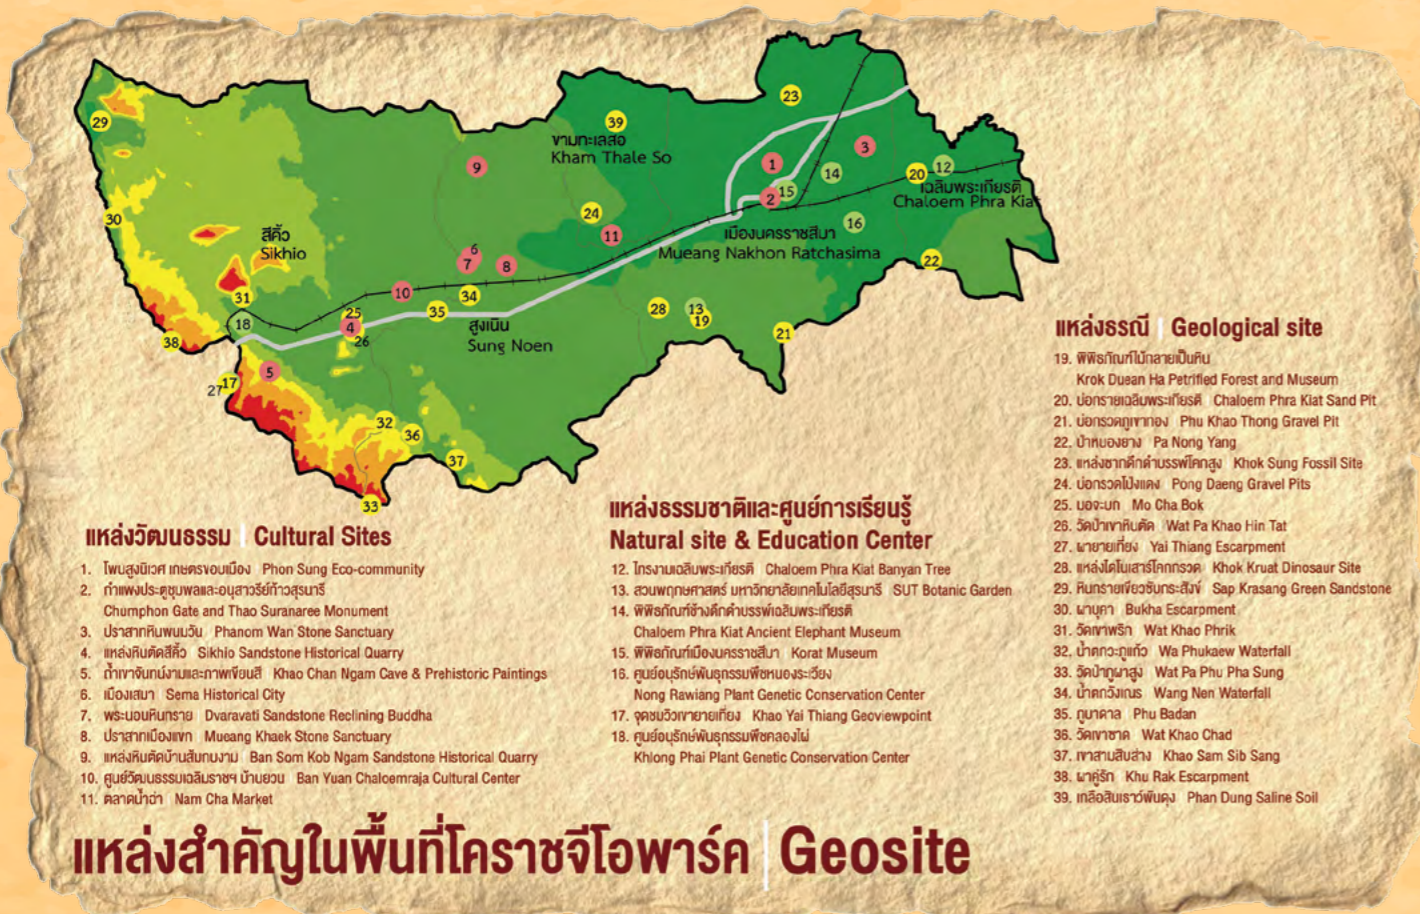 29
30
39
ขามทะเลสอ
Kham Thale So
23
9
1
3
14
12
20
15
2
เฉลิมพระเกียรติ
Chaloem Phra Kiat
24
11
16
เมืองนครราชสีมา
Mueang Nakhon Ratchasima
22
สีคิ้ว
Sikhio
6
7
8
10
34
35
31
18
25
4
26
สูงเนิน
Sung Noen
28
13
19
21
38
5
27
17
32
36
37
33
แหล่งวัฒนธรรม | Cultural Sites
1. โพนสูงนิเวศ เกษตรขอบเมือง Phon Sung Eco-community
2. กำแพงประตูชุมพลและอนุสาวรีย์ท้าวสุรนารี
Chumphon Gate and Thao Suranaree Monument
3. ปราสาทหินพนมวัน Phanom Wan Stone Sanctuary
4. แหล่งหินตัดสีคิ้ว Sikhio Sandstone Historical Quarry
5. ถ้ำเขาจันทน์งามและภาพเขียนสี Khao Chan Ngam Cave & Prehistoric Paintings
6. เมืองเสมา Sema Historical City
7. พระนอนหินทราย Dvaravati Sandstone Reclining Buddha
8. ปราสาทเมืองแขก Mueang Khaek Stone Sanctuary
9. แหล่งหินตัดบ้านส้มกบงาม Ban Som Kob Ngam Sandstone Historical Quarry
10. ศูนย์วัฒนธรรมเฉลิมราชฯ บ้านยวน Ban Yuan Chaloemraja Cultural Center
11. ตลาดน้ำฉ่า Nam Cha Market
แหล่งธรรมชาติและศูนย์การเรียนรู้
Natural site & Education Center
12. ไทรงามเฉลิมพระเกียรติ Chaloem Phra Kiat Banyan Tree
13. สวนพฤกษศาสตร์ มหาวิทยาลัยเทคโนโลยีสุรนารี SUT Botanic Garden
14. พิพิธภัณฑ์ช้างดึกดำบรรพ์เฉลิมพระเกียรติ
Chaloem Phra Kiat Ancient Elephant Museum
15. พิพิธภัณฑ์เมืองนครราชสีมา Korat Museum
16. ศูนย์อนุรักษ์พันธุกรรมพืชหนองระเวียง
Nong Rawiang Plant Genetic Conservation Center
17. จุดชมวิวเขายายเที่ยง Khao Yai Thiang Geoviewpoint
18. ศูนย์อนุรักษ์พันธุกรรมพืชคลองไผ่
Khlong Phai Plant Genetic Conservation Center
แหล่งธรณี | Geological site
19. พิพิธภัณฑ์ไม้กลายเป็นหิน
Krok Duean Ha Petrified Forest and Museum
20. บ่อทรายเฉลิมพระเกียรติ Chaloem Phra Kiat Sand Pit
21. บ่อกรวดภูเขาทอง Phu Khao Thong Gravel Pit
22. ป่าหนองยาง Pa Nong Yang
23. แหล่งซากดึกดำบรรพ์โคกสูง Khok Sung Fossil Site
24. บ่อกรวดโป่งแดง Pong Daeng Gravel Pits
25. มอจะบก Mo Cha Bok
26. วัดป่าเขาหินตัด Wat Pa Khao Hin Tat
27. ผายายเที่ยง Yai Thiang Escarpment
28. แหล่งไดโนเสาร์โคกกรวด Khok Kruat Dinosaur Site
29. หินทรายเขียวซับกระสังข์ Sap Krasang Green Sandstone
30. ผาบุคา Bukha Escarpment
31. วัดเขาพริก Wat Khao Phrik
32. น้ำตกวะภูแก้ว Wa Phukaew Waterfall
33. วัดป่าภูผาสูง Wat Pa Phu Pha Sung
34. น้ำตกวังเณร Wang Nen Waterfall
35. ภูบาดาล Phu Badan
36. วัดเขาชาด Wat Khao Chad
37. เขาสามสิบส่าง Khao Sam Sib Sang
38. ผาคู่รัก Khu Rak Escarpment
39. เกลือสินเธาว์พันดุง Phan Dung Saline Soil
แหล่งสำคัญในพื้นที่โคราชจีโอพาร์ค | Geosite